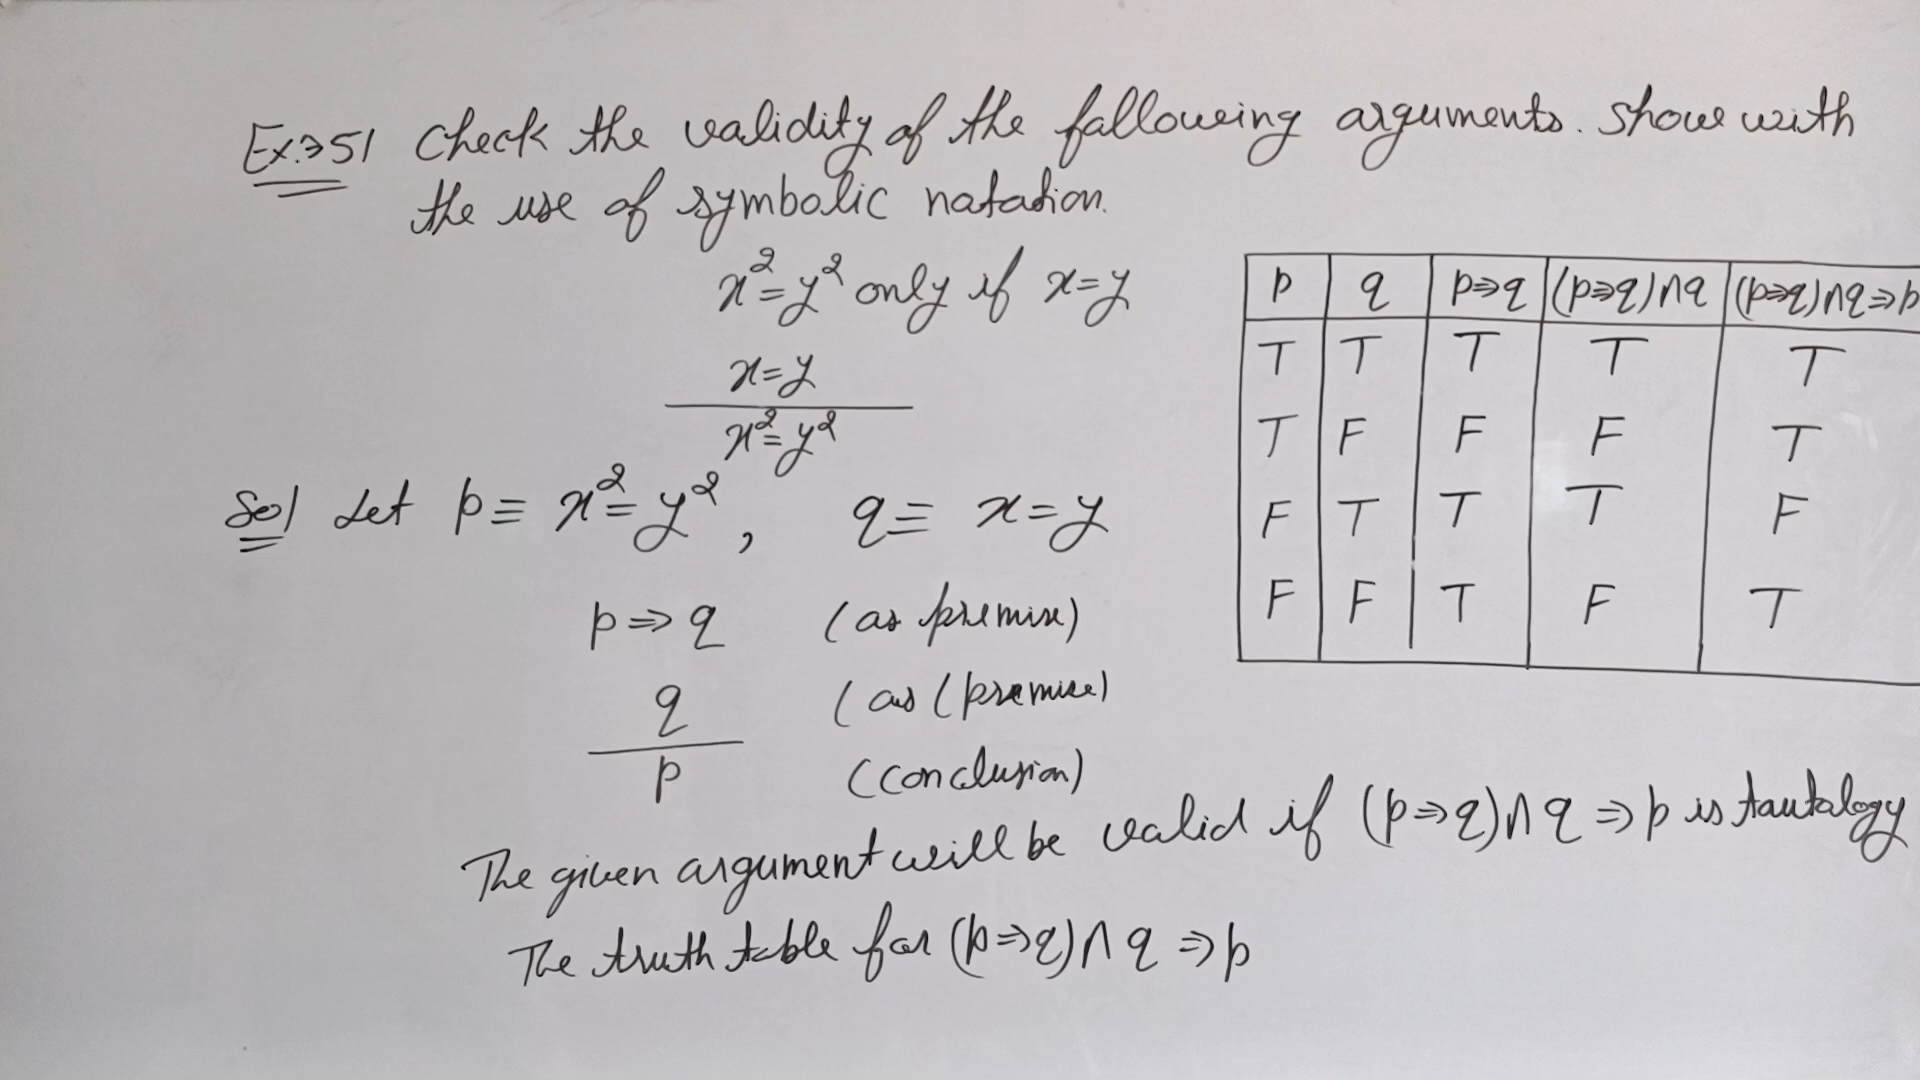 Ex.⇒51 Check the validity of the fallowing arguments. Show with
the use of symbolic natation.
x²=y² only if x=y
x=y
x²=y²
Sol Let p≡ x²=y², q≡ x=y
p⇒q (as premise)
q (as (premise)
p (conclusion)
The given argument will be valid if (p⇒q)∧q⇒p is tautalogy
The truth table for (p⇒q)∧q⇒p
p q p⇒q (p⇒q)∧q (p⇒q)∧q⇒p
T T T T T
T F F F T
F T T T F
F F T F T